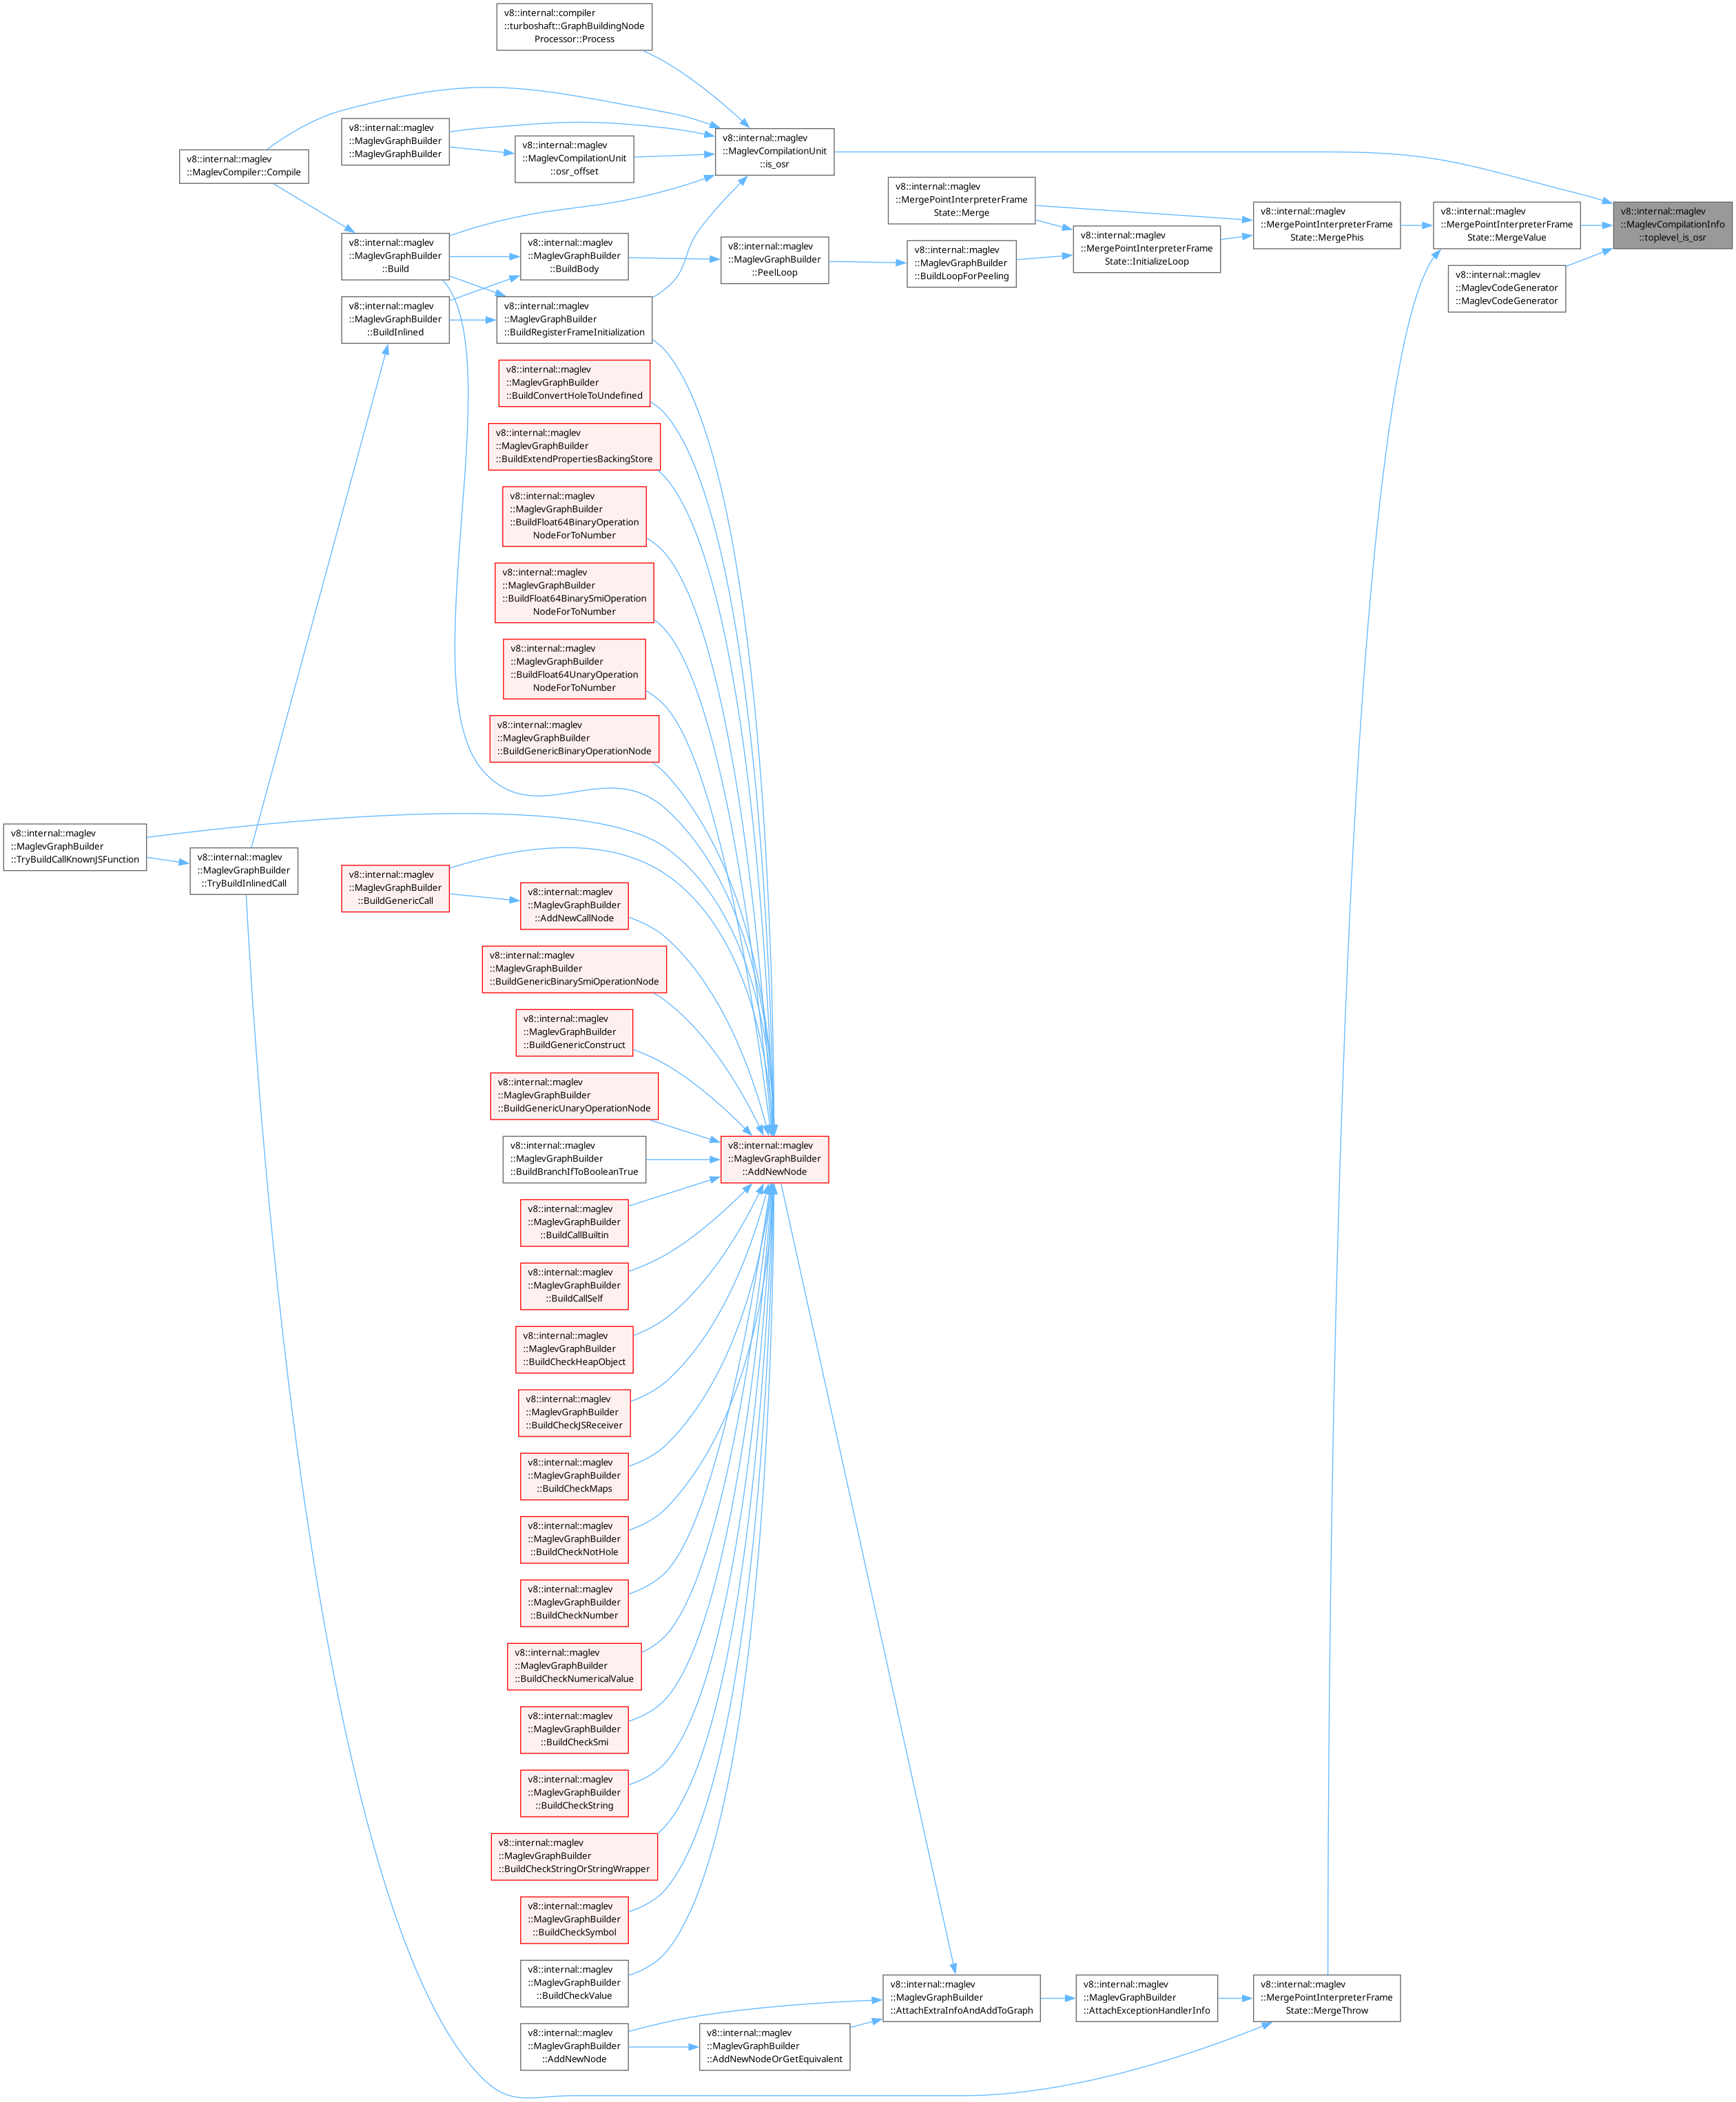 v8::internal::compiler
::turboshaft::GraphBuildingNode
Processor::Process
v8::internal::maglev
::MaglevCompiler::Compile
v8::internal::maglev
::MaglevGraphBuilder
::MaglevGraphBuilder
v8::internal::maglev
::MaglevCompilationUnit
::osr_offset
v8::internal::maglev
::MaglevCompilationUnit
::is_osr
v8::internal::maglev
::MergePointInterpreterFrame
State::Merge
v8::internal::maglev
::MergePointInterpreterFrame
State::InitializeLoop
v8::internal::maglev
::MergePointInterpreterFrame
State::MergePhis
v8::internal::maglev
::MergePointInterpreterFrame
State::MergeValue
v8::internal::maglev
::MaglevCompilationInfo
::toplevel_is_osr
v8::internal::maglev
::MaglevCodeGenerator
::MaglevCodeGenerator
v8::internal::maglev
::MaglevGraphBuilder
::Build
v8::internal::maglev
::MaglevGraphBuilder
::BuildBody
v8::internal::maglev
::MaglevGraphBuilder
::PeelLoop
v8::internal::maglev
::MaglevGraphBuilder
::BuildLoopForPeeling
v8::internal::maglev
::MaglevGraphBuilder
::BuildInlined
v8::internal::maglev
::MaglevGraphBuilder
::BuildRegisterFrameInitialization
v8::internal::maglev
::MaglevGraphBuilder
::BuildConvertHoleToUndefined
v8::internal::maglev
::MaglevGraphBuilder
::BuildExtendPropertiesBackingStore
v8::internal::maglev
::MaglevGraphBuilder
::BuildFloat64BinaryOperation
NodeForToNumber
v8::internal::maglev
::MaglevGraphBuilder
::BuildFloat64BinarySmiOperation
NodeForToNumber
v8::internal::maglev
::MaglevGraphBuilder
::BuildFloat64UnaryOperation
NodeForToNumber
v8::internal::maglev
::MaglevGraphBuilder
::BuildGenericBinaryOperationNode
v8::internal::maglev
::MaglevGraphBuilder
::TryBuildCallKnownJSFunction
v8::internal::maglev
::MaglevGraphBuilder
::TryBuildInlinedCall
v8::internal::maglev
::MaglevGraphBuilder
::BuildGenericCall
v8::internal::maglev
::MaglevGraphBuilder
::AddNewCallNode
v8::internal::maglev
::MaglevGraphBuilder
::BuildGenericBinarySmiOperationNode
v8::internal::maglev
::MaglevGraphBuilder
::BuildGenericConstruct
v8::internal::maglev
::MaglevGraphBuilder
::BuildGenericUnaryOperationNode
v8::internal::maglev
::MaglevGraphBuilder
::BuildBranchIfToBooleanTrue
v8::internal::maglev
::MaglevGraphBuilder
::AddNewNode
v8::internal::maglev
::MaglevGraphBuilder
::BuildCallBuiltin
v8::internal::maglev
::MaglevGraphBuilder
::BuildCallSelf
v8::internal::maglev
::MaglevGraphBuilder
::BuildCheckHeapObject
v8::internal::maglev
::MaglevGraphBuilder
::BuildCheckJSReceiver
v8::internal::maglev
::MaglevGraphBuilder
::BuildCheckMaps
v8::internal::maglev
::MaglevGraphBuilder
::BuildCheckNotHole
v8::internal::maglev
::MaglevGraphBuilder
::BuildCheckNumber
v8::internal::maglev
::MaglevGraphBuilder
::BuildCheckNumericalValue
v8::internal::maglev
::MaglevGraphBuilder
::BuildCheckSmi
v8::internal::maglev
::MaglevGraphBuilder
::BuildCheckString
v8::internal::maglev
::MaglevGraphBuilder
::BuildCheckStringOrStringWrapper
v8::internal::maglev
::MaglevGraphBuilder
::BuildCheckSymbol
v8::internal::maglev
::MaglevGraphBuilder
::BuildCheckValue
v8::internal::maglev
::MaglevGraphBuilder
::AttachExtraInfoAndAddToGraph
v8::internal::maglev
::MaglevGraphBuilder
::AttachExceptionHandlerInfo
v8::internal::maglev
::MergePointInterpreterFrame
State::MergeThrow
v8::internal::maglev
::MaglevGraphBuilder
::AddNewNode
v8::internal::maglev
::MaglevGraphBuilder
::AddNewNodeOrGetEquivalent